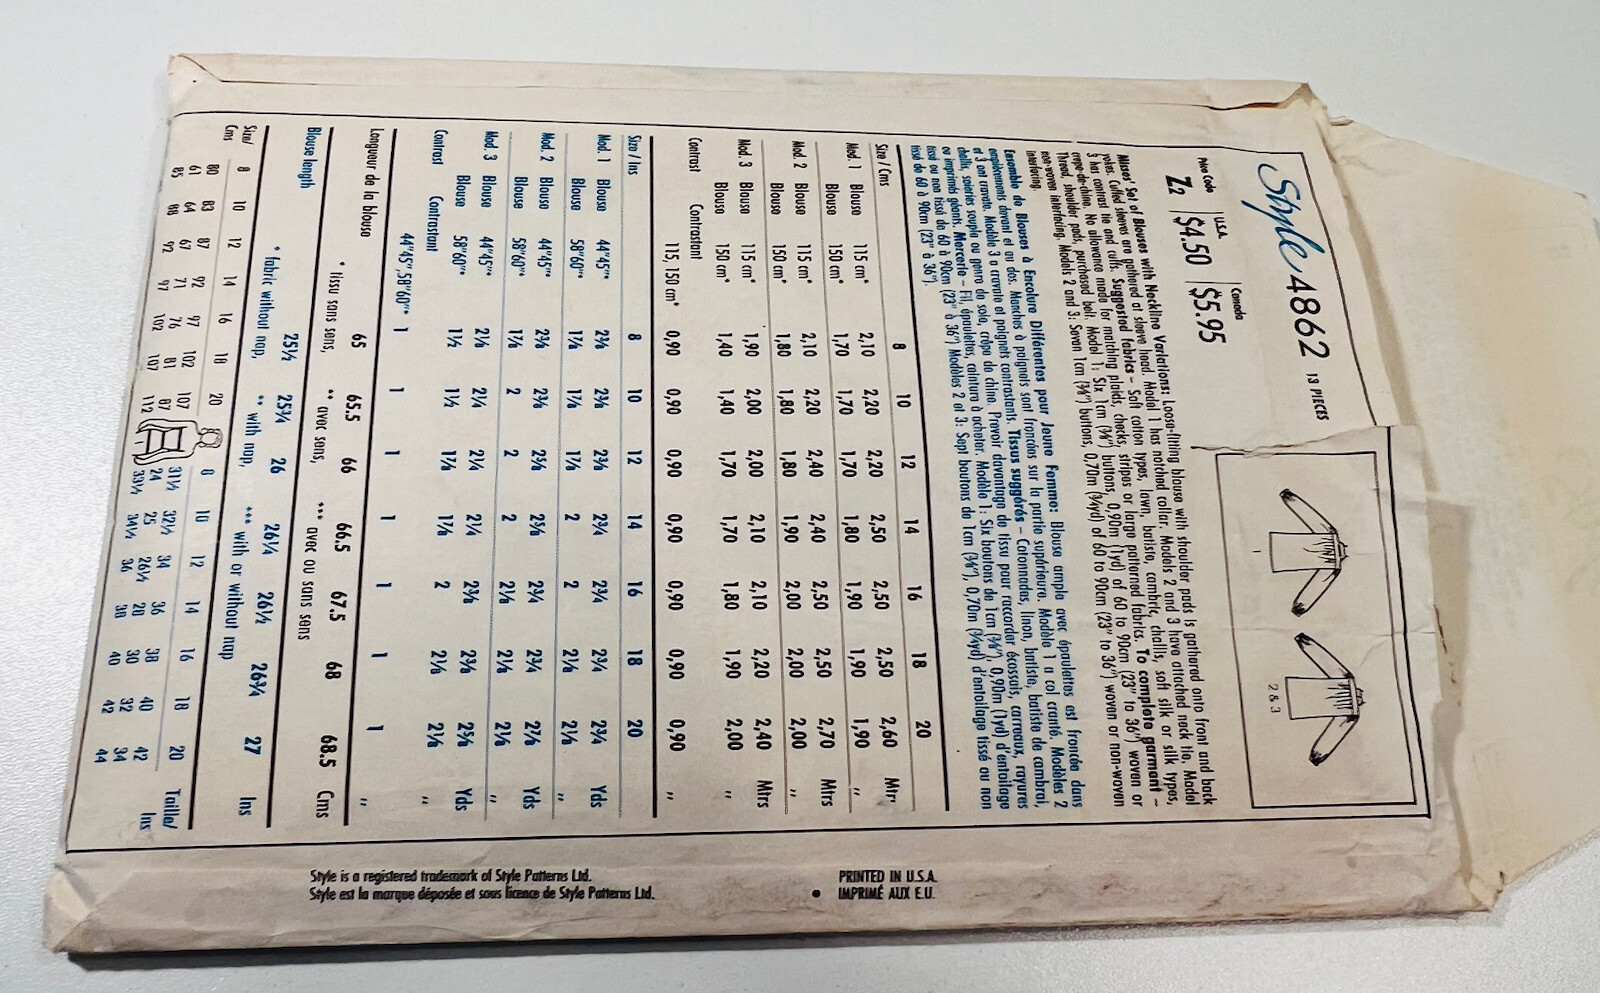 Style 4862 13 PIECES
Price Code U.S.A. Canada
Z2 $4.50 $5.95
1
2 & 3
Misses' Set of Blouses with Neckline Variations: Loose-fitting blouse with shoulder pads is gathered onto front and back
yokes. Cuffed sleeves are gathered at sleeve head. Model 1 has notched collar. Models 2 and 3 have attached neck tie. Model
3 has contrast tie and cuffs. Suggested fabrics – Soft cotton types, lawn, batiste, cambric, challis, soft silk or silk types,
crepe-de-chine. No allowance made for matching plaids, checks, stripes or large patterned fabrics. To complete garment –
Thread, shoulder pads, purchased belt. Model 1: Six 1cm (⅜") buttons, 0,90m (1yd) of 60 to 90cm (23" to 36") woven or
non-woven interfacing. Models 2 and 3: Seven 1cm (⅜") buttons, 0,70m (¾yd) of 60 to 90cm (23" to 36") woven or non-woven
interfacing.
Ensemble de Blouses à Encolure Différentes pour Jeune Femme: Blouse ample avec épaulettes est froncée dans
empiècements devant et au dos. Manches à poignets sont froncées sur la partie supérieure. Modèle 1 a col cranté. Modèles 2
et 3 ont cravate. Modèle 3 a cravate et poignets contrastants. Tissus suggérés – Cotonnades, linon, batiste, batiste de cambrai,
challis, soieries souple ou genre de soie, crêpe de chine. Prevoir davantage de tissu pour raccorder écossais, carreaux, rayures
ou imprimés géants. Mercerie – Fil, épaulettes, ceinture à acheter. Modèle 1: Six boutons de 1cm (⅜"), 0,90m (1yd) d'entoilage
tissé ou non tissé de 60 à 90cm (23" à 36") Modèles 2 et 3: Sept boutons de 1cm (⅜"), 0,70m (¾yd) d'entoilage tissé ou non
tissé de 60 à 90cm (23" à 36").
Size / Cms 8 10 12 14 16 18 20
Mod. 1 Blouse 115 cm* 2,10 2,20 2,20 2,50 2,50 2,50 2,60 Mtr
Blouse 150 cm* 1,70 1,70 1,70 1,80 1,90 1,90 1,90 "
Mod. 2 Blouse 115 cm* 2,10 2,20 2,40 2,40 2,50 2,50 2,70 Mtrs
Blouse 150 cm* 1,80 1,80 1,80 1,90 2,00 2,00 2,00 "
Mod. 3 Blouse 115 cm* 1,90 2,00 2,00 2,10 2,10 2,20 2,40 Mtrs
Blouse 150 cm* 1,40 1,40 1,70 1,70 1,80 1,90 2,00 "
Contrast Contrastant 115, 150 cm* 0,90 0,90 0,90 0,90 0,90 0,90 0,90 "
Size / Ins 8 10 12 14 16 18 20
Mod. 1 Blouse 44"45"* 2⅜ 2⅜ 2⅜ 2¾ 2¾ 2¾ 2¾ Yds
Blouse 58"60"* 1⅞ 1⅞ 1⅞ 2 2 2⅛ 2⅛ "
Mod. 2 Blouse 44"45"* 2⅜ 2⅜ 2⅝ 2⅝ 2¾ 2¾ 2⅞ Yds
Blouse 58"60"* 1⅞ 2 2 2 2⅛ 2⅛ 2⅛ "
Mod. 3 Blouse 44"45"* 2⅛ 2¼ 2¼ 2¼ 2⅜ 2⅜ 2⅝ Yds
Blouse 58"60"* 1½ 1½ 1⅞ 1⅞ 2 2⅛ 2⅛ "
Contrast Contrastant 44"45",58"60"* 1 1 1 1 1 1 1 "
Longueur de la blouse 65 65.5 66 66.5 67.5 68 68.5 Cms
* tissu sans sens, ** avec sens, *** avec ou sans sens
Blouse length 25½ 25¾ 26 26¼ 26½ 26¾ 27 Ins
* fabric without nap, ** with nap, *** with or without nap
Size/ 8 10 12 14 16 18 20 8 10 12 14 16 18 20 Taille/
Cms 80 83 87 92 97 102 107 31½ 32½ 34 36 38 40 42 Ins
61 64 67 71 76 81 87 24 25 26½ 28 30 32 34
85 88 92 97 102 107 112 33½ 34½ 36 38 40 42 44
Style is a registered trademark of Style Patterns Ltd.
Style est la marque déposée et sous licence de Style Patterns Ltd.
PRINTED IN U.S.A.
• IMPRIMÉ AUX E.U.